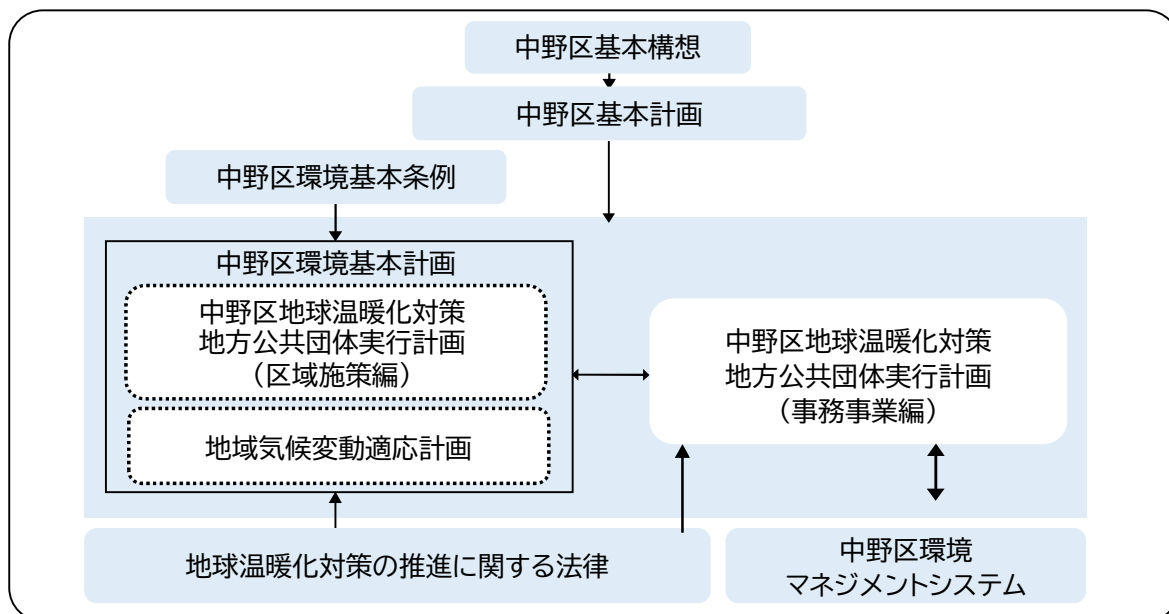 中野区基本構想
中野区基本計画
中野区環境基本条例
中野区環境基本計画
中野区地球温暖化対策
地方公共団体実行計画
（区域施策編）
地域気候変動適応計画
中野区地球温暖化対策
地方公共団体実行計画
（事務事業編）
地球温暖化対策の推進に関する法律
中野区環境
マネジメントシステム